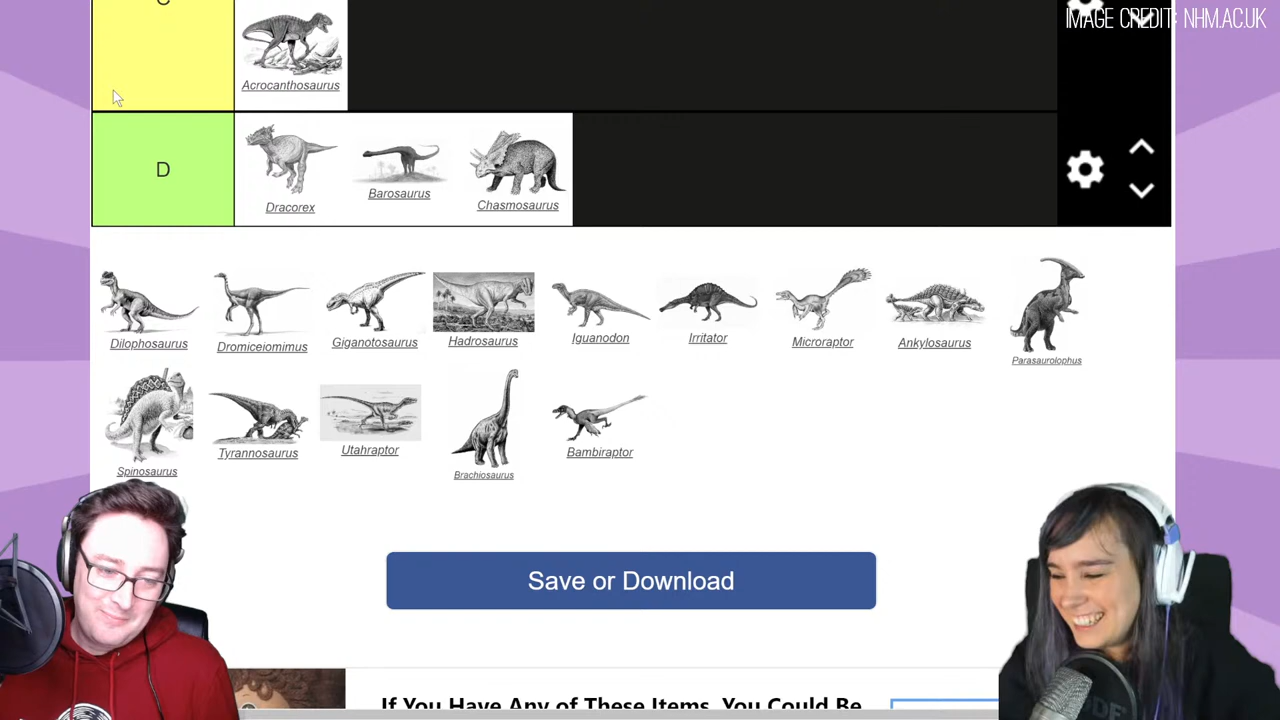 IMAGE CREDIT: NHM.AC.UK
Acrocanthosaurus
D
Dracorex
Barosaurus
Chasmosaurus
Dilophosaurus
Dromiceiomimus
Giganotosaurus
Hadrosaurus
Iguanodon
Irritator
Microraptor
Ankylosaurus
Parasaurolophus
Spinosaurus
Tyrannosaurus
Utahraptor
Brachiosaurus
Bambiraptor
Save or Download
If You Have Any of These Items, You Could Be